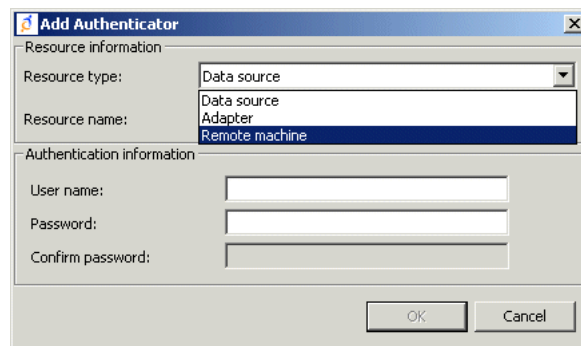 Add Authenticator
Resource information
Resource type: Data source
Data source
Adapter
Resource name:
Remote machine
Authentication information
User name:
Password:
Confirm password:
OK Cancel